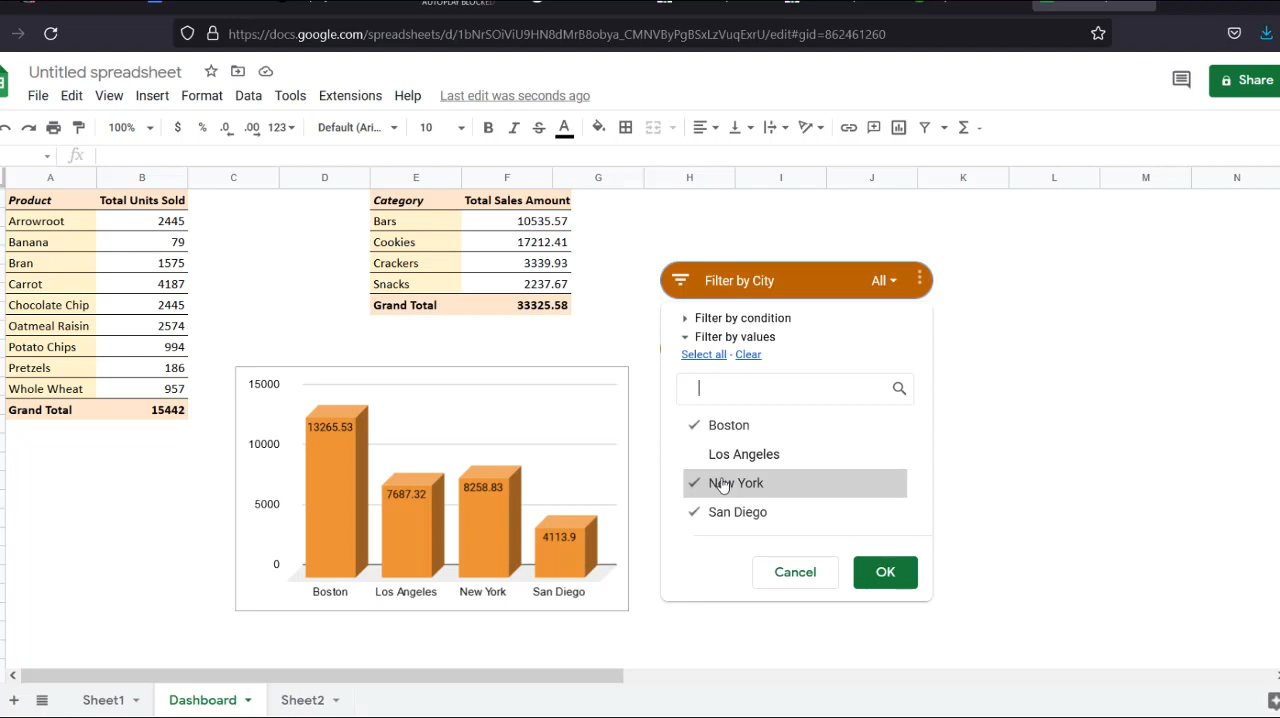 AUTOPLAY BLOCKED
https://docs.google.com/spreadsheets/d/1bNrSOiViU9HN8dMrB8obya_CMNVByPgBSxLzVuqExrU/edit#gid=862461260
Untitled spreadsheet
File Edit View Insert Format Data Tools Extensions Help Last edit was seconds ago
Share
100% $ % .0 .00 123 Default (Ari... 10 B I S A Σ
fx
A B C D E F G H I J K L M N
Product Total Units Sold
Arrowroot 2445
Banana 79
Bran 1575
Carrot 4187
Chocolate Chip 2445
Oatmeal Raisin 2574
Potato Chips 994
Pretzels 186
Whole Wheat 957
Grand Total 15442
Category Total Sales Amount
Bars 10535.57
Cookies 17212.41
Crackers 3339.93
Snacks 2237.67
Grand Total 33325.58
15000
10000
5000
0
13265.53
7687.32
8258.83
4113.9
Boston Los Angeles New York San Diego
Filter by City All
Filter by condition
Filter by values
Select all - Clear
Boston
Los Angeles
New York
San Diego
Cancel OK
Sheet1 Dashboard Sheet2